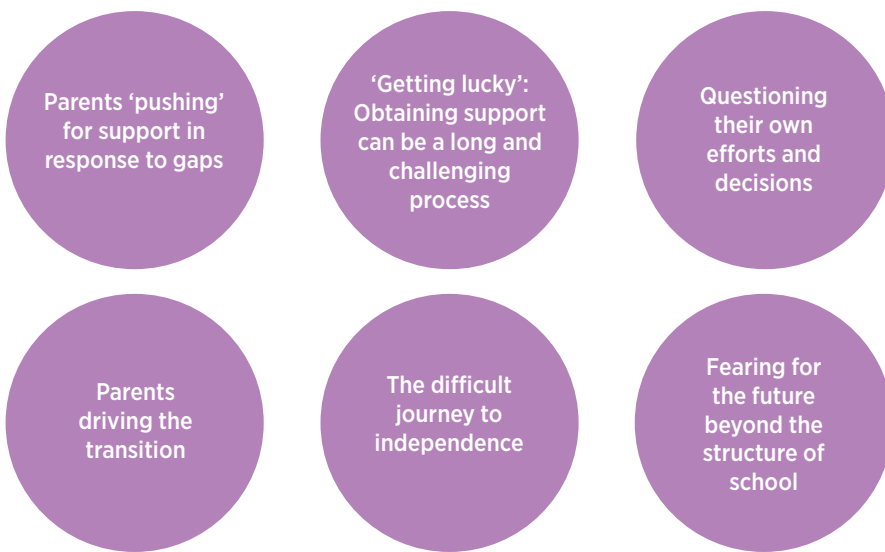 Parents ‘pushing’
for support in
response to gaps
‘Getting lucky’:
Obtaining support
can be a long and
challenging
process
Questioning
their own
efforts and
decisions
Parents
driving the
transition
The difficult
journey to
independence
Fearing for
the future
beyond the
structure of
school